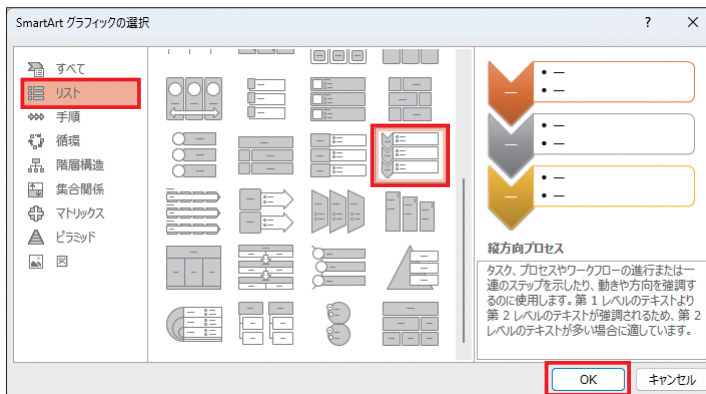 SmartArt グラフィックの選択
?
×
すべて
リスト
手順
循環
階層構造
集合関係
マトリックス
ピラミッド
図
縦方向プロセス
タスク、プロセスやワークフローの進行または一
連のステップを示したり、動きや方向を強調す
るのに使用します。第 1 レベルのテキストより
第 2 レベルのテキストが強調されるため、第 2
レベルのテキストが多い場合に適しています。
OK
キャンセル